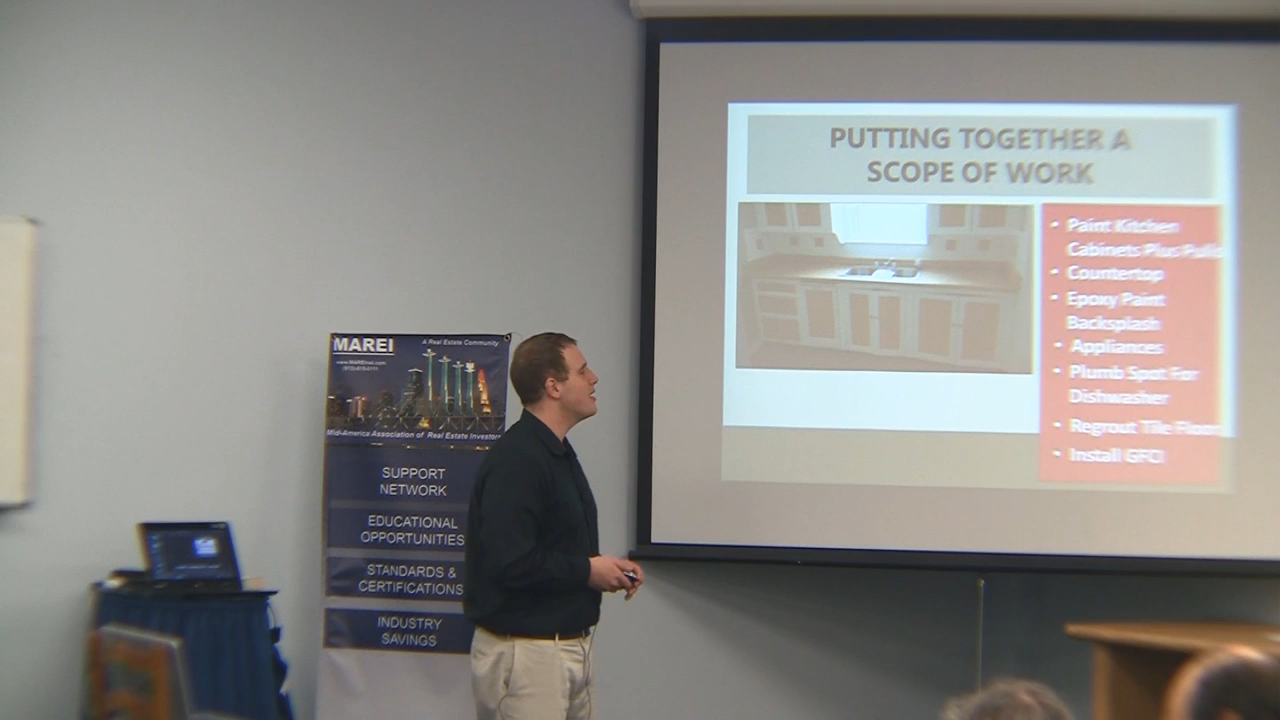 PUTTING TOGETHER A
SCOPE OF WORK
• Paint Kitchen
Cabinets Plus Pulls
• Countertop
• Epoxy Paint
Backsplash
• Appliances
• Plumb Spot For
Dishwasher
• Regrout Tile Floor
• Install GFCI
MAREI
A Real Estate Community
Mid-America Association of Real Estate Investors
SUPPORT
NETWORK
EDUCATIONAL
OPPORTUNITIES
STANDARDS &
CERTIFICATIONS
INDUSTRY
SAVINGS